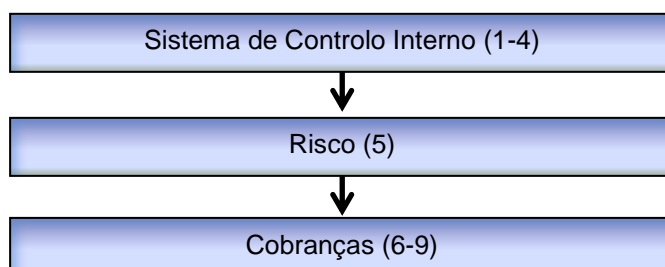 Sistema de Controlo Interno (1-4)
Risco (5)
Cobranças (6-9)